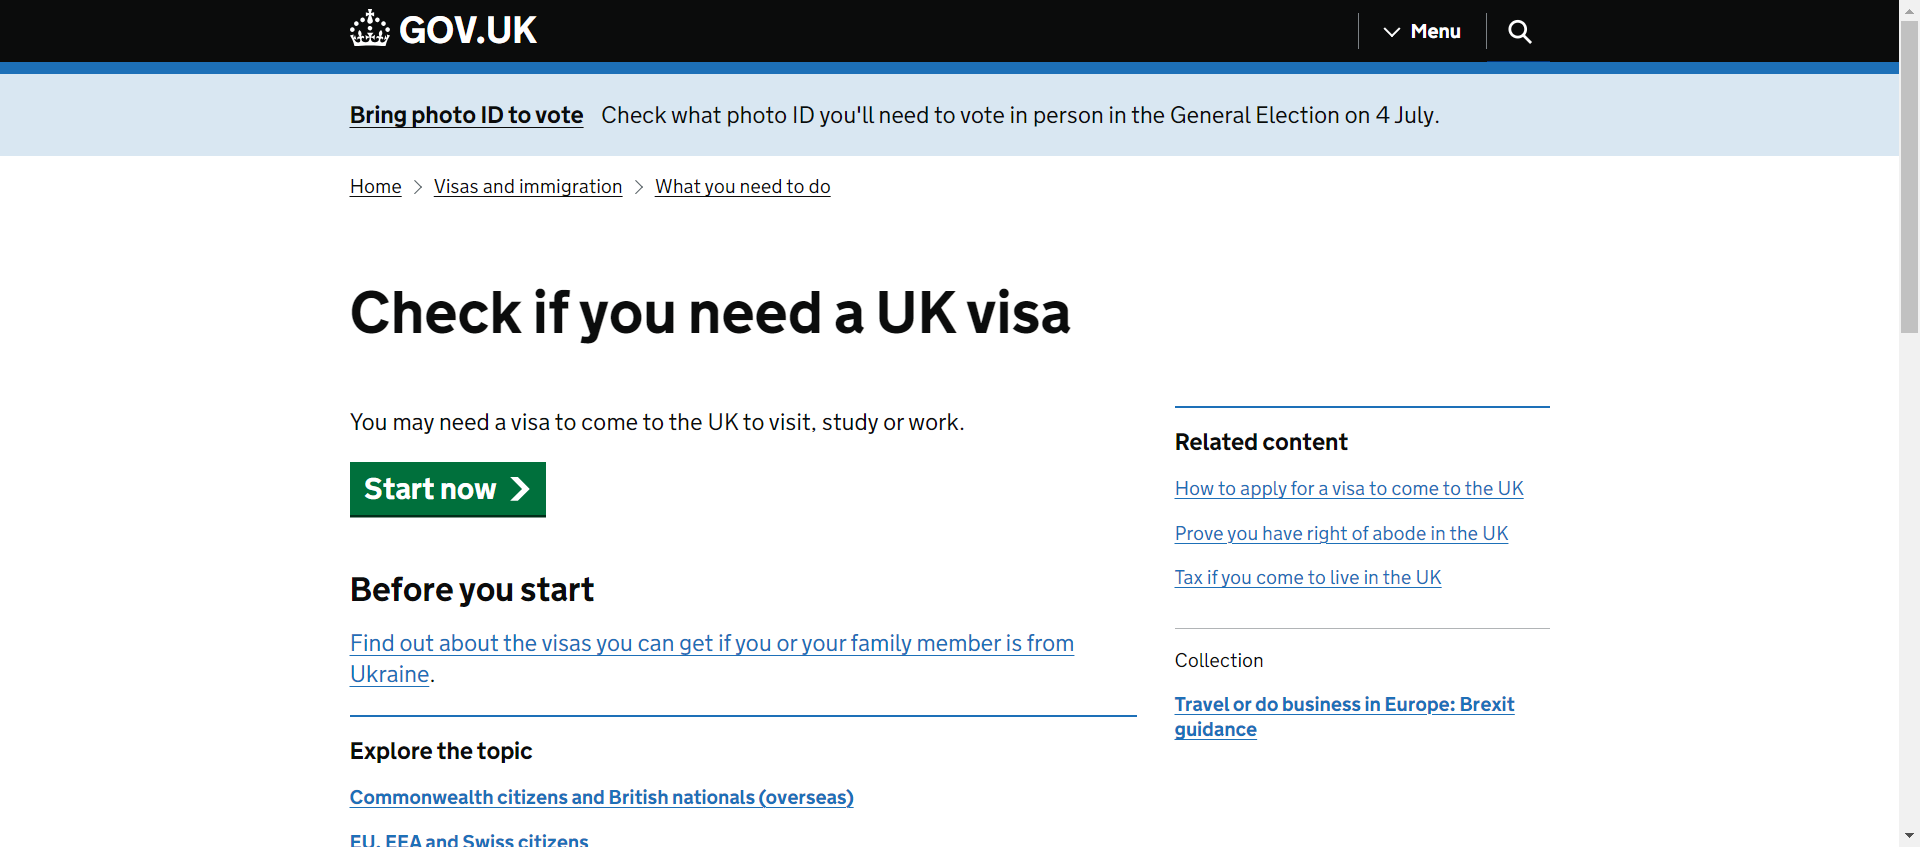 GOV.UK
Menu
Bring photo ID to vote Check what photo ID you'll need to vote in person in the General Election on 4 July.
Home > Visas and immigration > What you need to do
Check if you need a UK visa
You may need a visa to come to the UK to visit, study or work.
Start now
Before you start
Find out about the visas you can get if you or your family member is from
Ukraine.
Explore the topic
Commonwealth citizens and British nationals (overseas)
EU, EEA and Swiss citizens
Related content
How to apply for a visa to come to the UK
Prove you have right of abode in the UK
Tax if you come to live in the UK
Collection
Travel or do business in Europe: Brexit
guidance